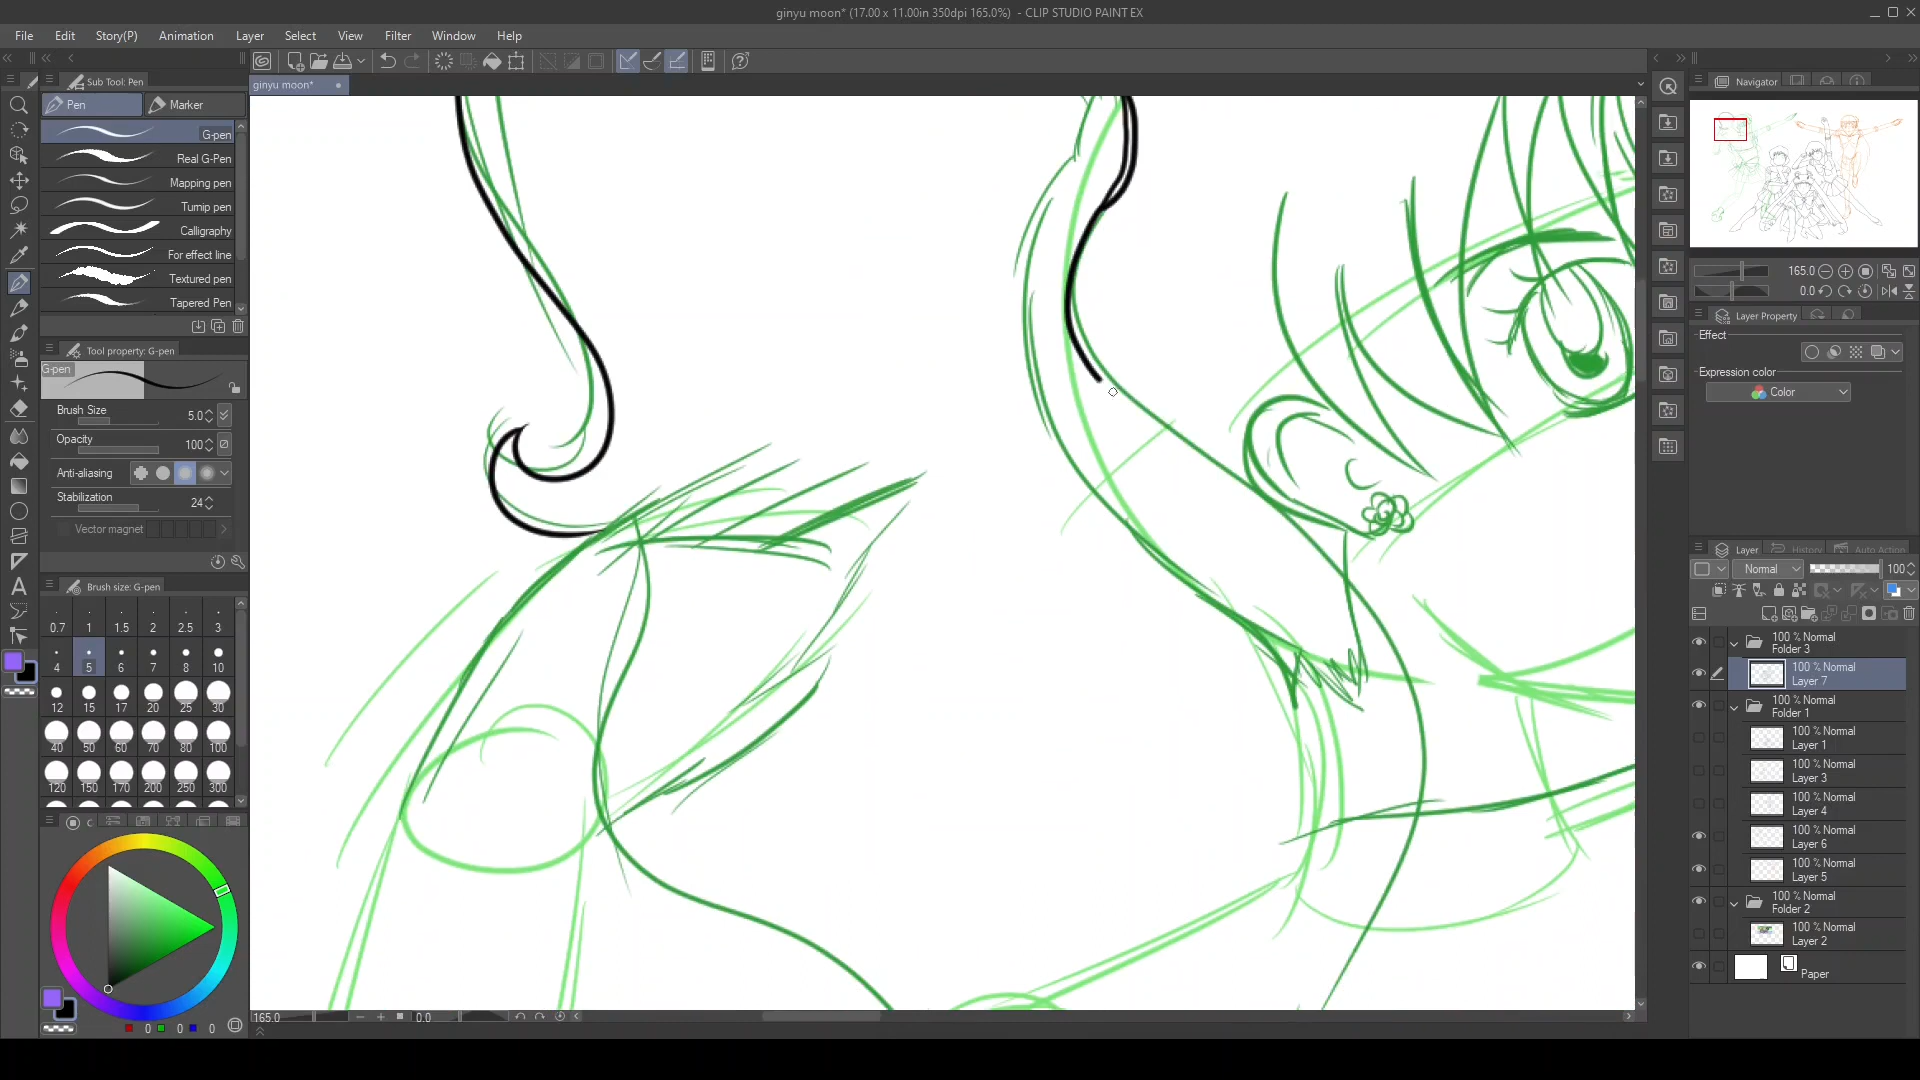 ginyu moon* (17.00 x 11.00in 350dpi 165.0%)  - CLIP STUDIO PAINT EX
File Edit Story(P) Animation Layer Select View Filter Window Help
Sub Tool: Pen
Pen Marker
G-pen
Real G-Pen
Mapping pen
Turnip pen
Calligraphy
For effect line
Textured pen
Tapered Pen
Tool property: G-pen
G-pen
Brush Size 5.0
Opacity 100
Anti-aliasing
Stabilization 24
Vector magnet
Brush size: G-pen
0.7 1 1.5 2 2.5 3
4 5 6 7 8 10
12 15 17 20 25 30
40 50 60 70 80 100
120 150 170 200 250 300
0 0 0
ginyu moon*
165.0 0.0
Navigator
165.0
0.0
Layer Property
Effect
Expression color
Color
Layer History Auto Action
Normal 100
100 % Normal
Folder 3
100 % Normal
Layer 7
100 % Normal
Folder 1
100 % Normal
Layer 1
100 % Normal
Layer 3
100 % Normal
Layer 4
100 % Normal
Layer 6
100 % Normal
Layer 5
100 % Normal
Folder 2
100 % Normal
Layer 2
Paper